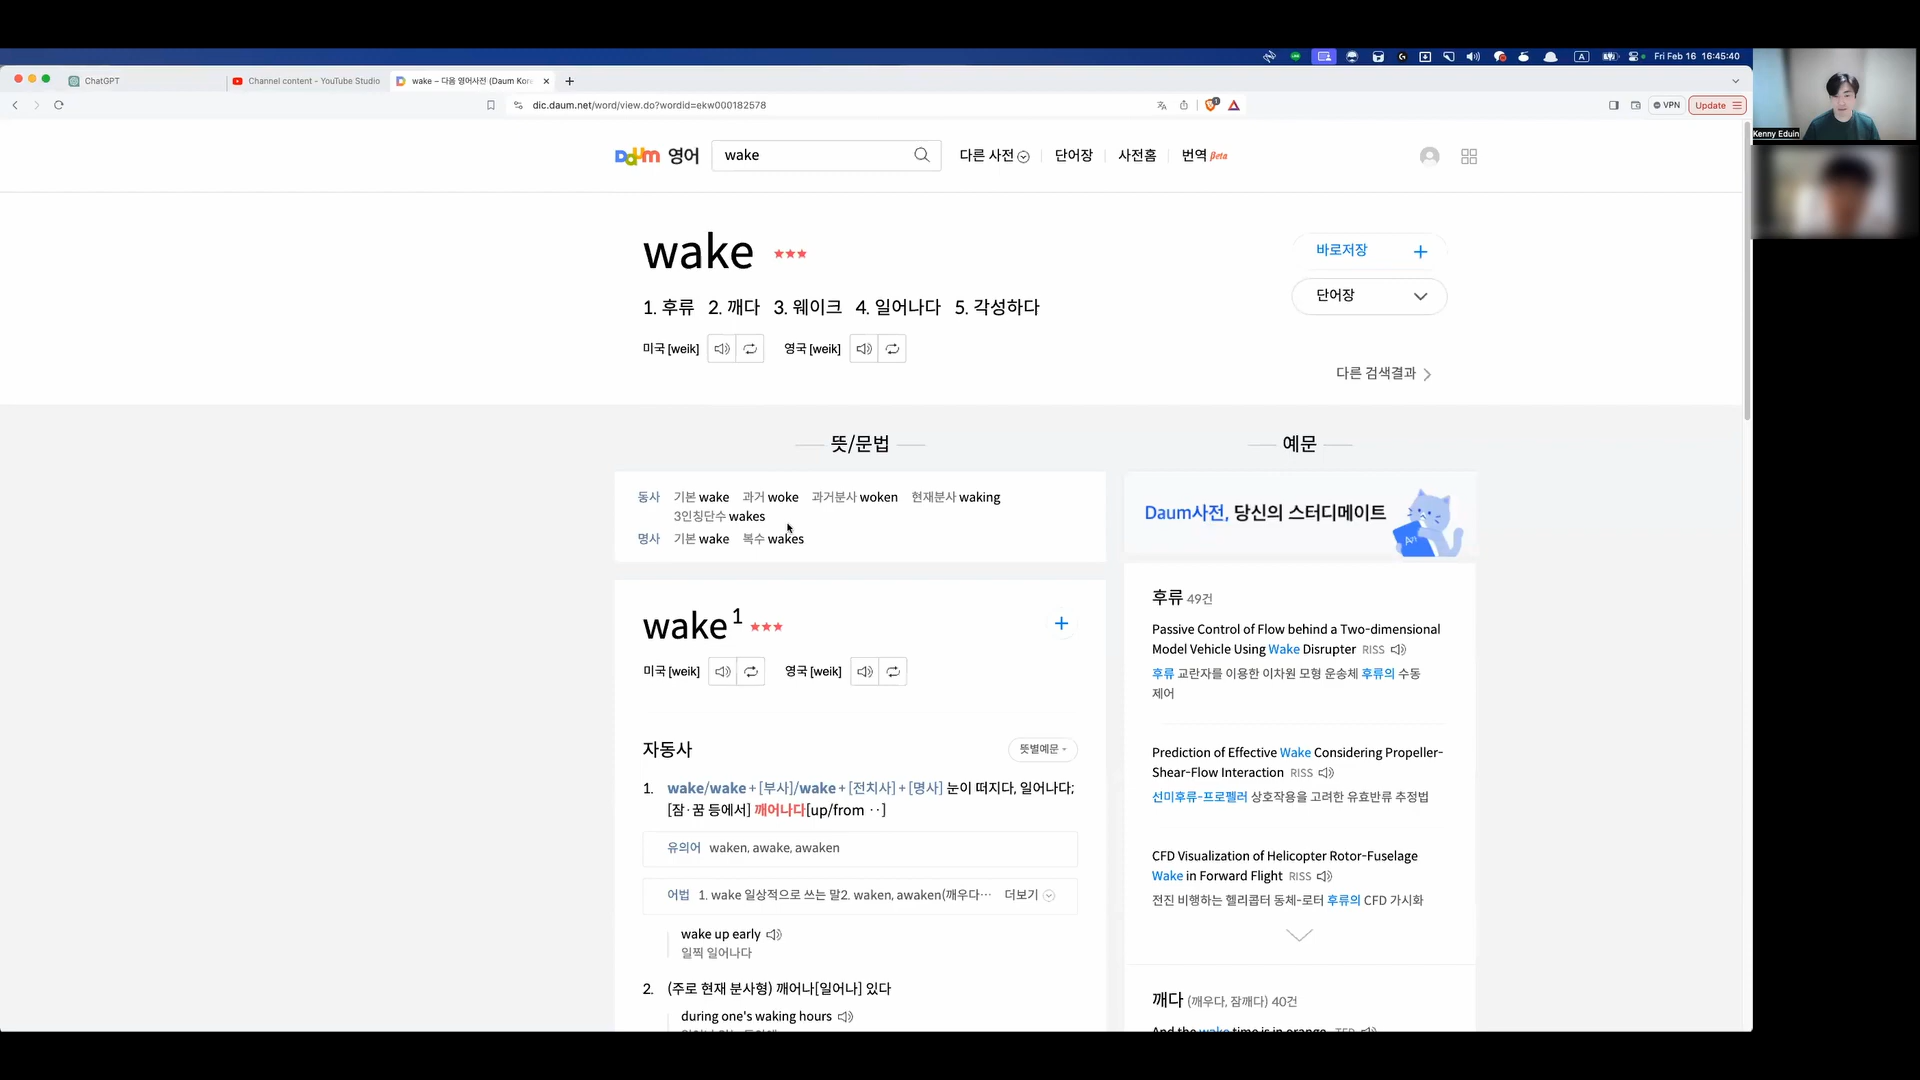 Fri Feb 16 16:45:40
ChatGPT
Channel content - YouTube Studio
wake – 다음 영어사전 (Daum Kor
dic.daum.net/word/view.do?wordid=ekw000182578
VPN
Update
Kenny Eduin
Daum 영어
wake
다른 사전
단어장
사전홈
번역 Beta
wake ★★★
바로저장
1. 후류 2. 깨다 3. 웨이크 4. 일어나다 5. 각성하다
단어장
미국 [weik]
영국 [weik]
다른 검색결과
뜻/문법
동사 기본 wake 과거 woke 과거분사 woken 현재분사 waking
3인칭단수 wakes
명사 기본 wake 복수 wakes
wake1 ★★★
미국 [weik]
영국 [weik]
자동사
뜻별예문
1. wake/wake+[부사]/wake+[전치사]+[명사] 눈이 떠지다, 일어나다;
[잠·꿈 등에서] 깨어나다[up/from ‥]
유의어 waken, awake, awaken
어법 1. wake 일상적으로 쓰는 말2. waken, awaken(깨우다··· 더보기
wake up early
일찍 일어나다
2. (주로 현재 분사형) 깨어나[일어나] 있다
during one's waking hours
예문
Daum사전, 당신의 스터디메이트
후류 49건
Passive Control of Flow behind a Two-dimensional
Model Vehicle Using Wake Disrupter RISS
후류 교란자를 이용한 이차원 모형 운송체 후류의 수동
제어
Prediction of Effective Wake Considering Propeller-
Shear-Flow Interaction RISS
선미후류-프로펠러 상호작용을 고려한 유효반류 추정법
CFD Visualization of Helicopter Rotor-Fuselage
Wake in Forward Flight RISS
전진 비행하는 헬리콥터 동체-로터 후류의 CFD 가시화
깨다 (깨우다, 잠깨다) 40건
And the wake time is in orange. TED